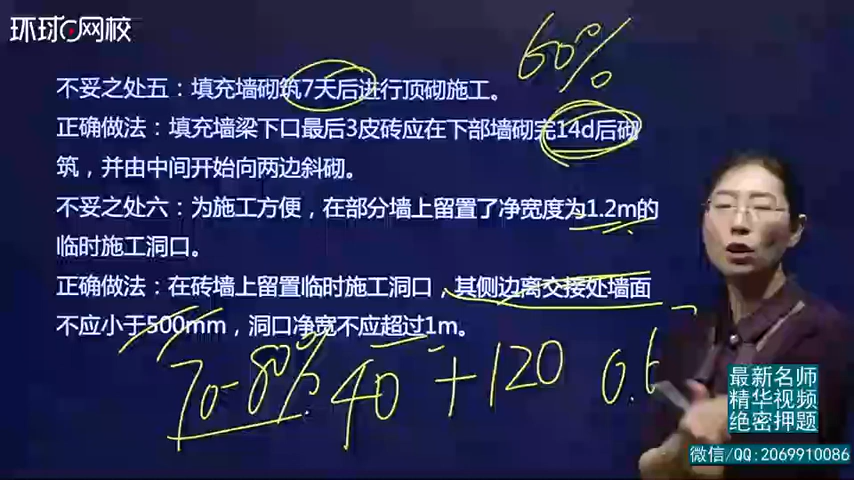 环球网校
60%
不妥之处五：填充墙砌筑7天后进行顶砌施工。
正确做法：填充墙梁下口最后3皮砖应在下部墙砌完14d后砌
筑，并由中间开始向两边斜砌。
不妥之处六：为施工方便，在部分墙上留置了净宽度为1.2m的
临时施工洞口。
正确做法：在砖墙上留置临时施工洞口，其侧边离交接处墙面
不应小于500mm，洞口净宽不应超过1m。
70-80% 40 +120 0.6
最新名师
精华视频
绝密押题
微信/QQ:2069910086